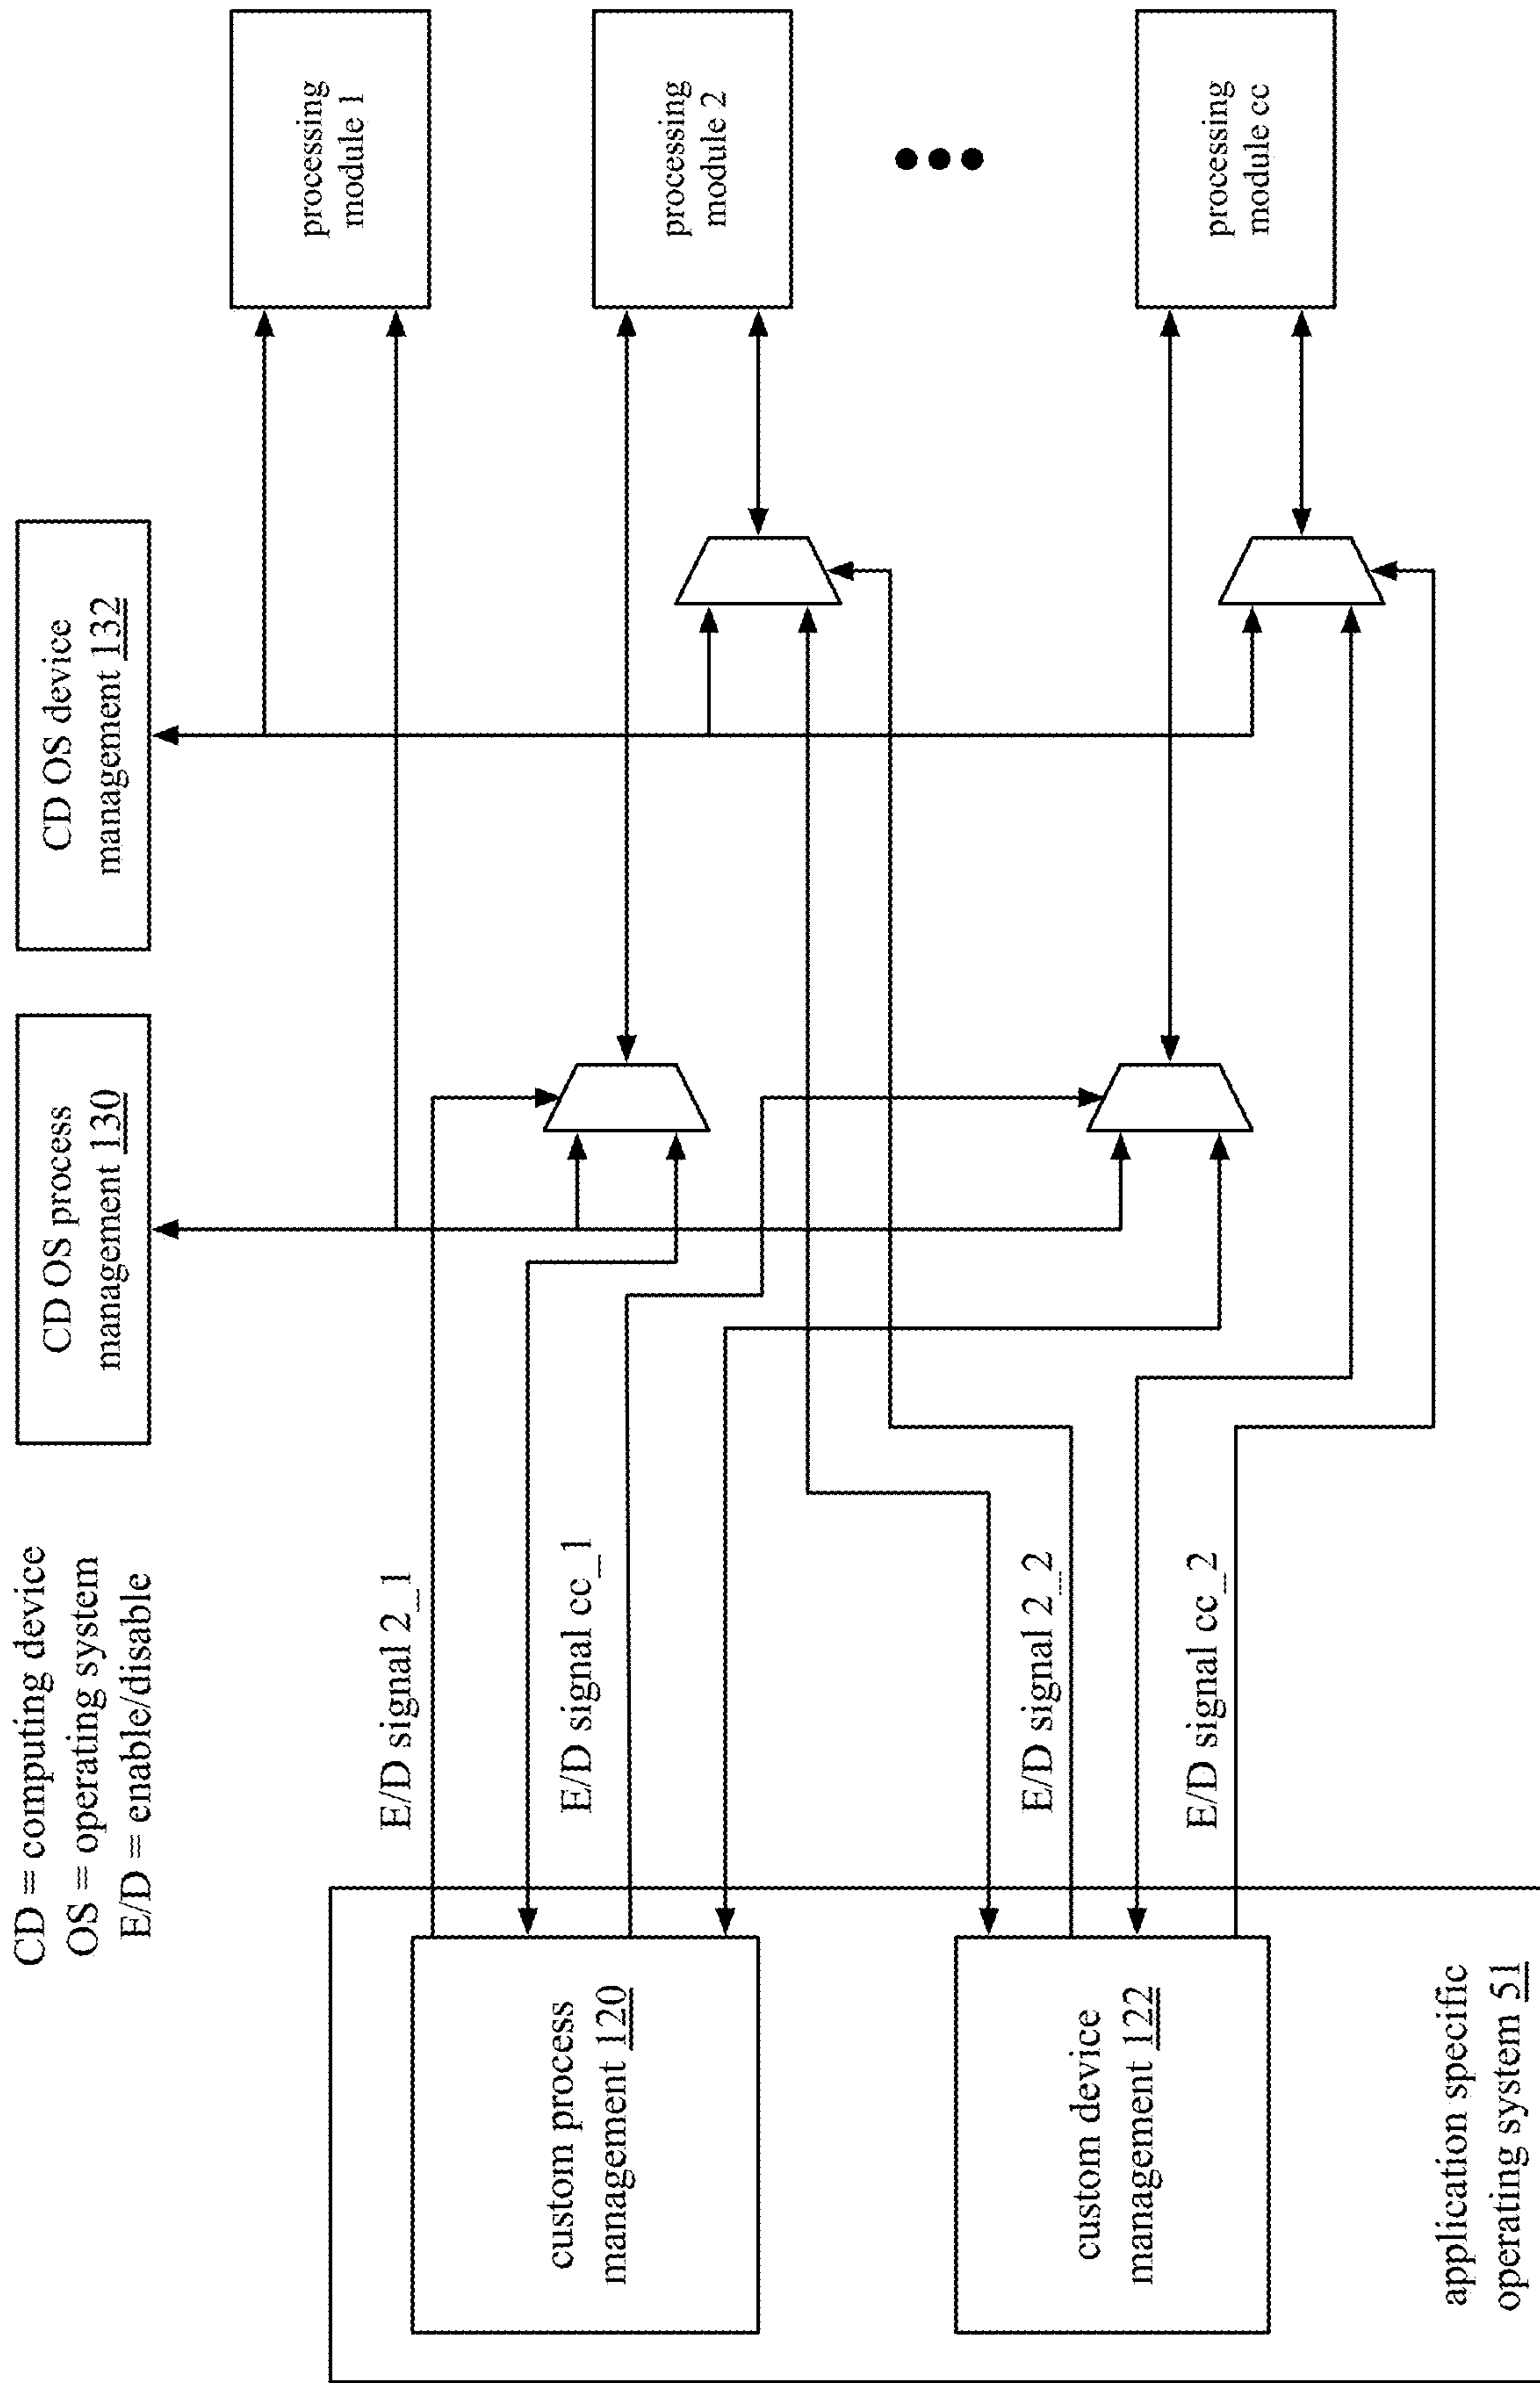 CD = computing device
OS = operating system
E/D = enable/disable
CD OS process
management 130
CD OS device
management 132
processing
module 1
processing
module 2
processing
module cc
E/D signal 2_1
E/D signal cc_1
E/D signal 2_2
E/D signal cc_2
custom process
management 120
custom device
management 122
application specific
operating system 51